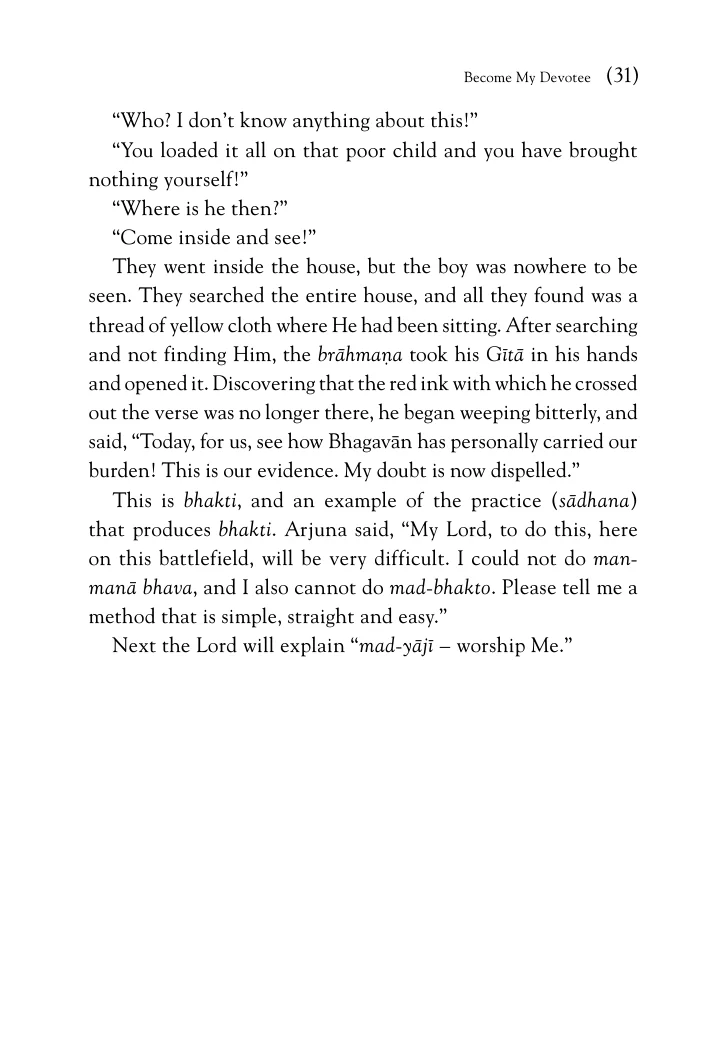 Become My Devotee (31)
“Who? I don’t know anything about this!”
“You loaded it all on that poor child and you have brought
nothing yourself!”
“Where is he then?”
“Come inside and see!”
They went inside the house, but the boy was nowhere to be
seen. They searched the entire house, and all they found was a
thread of yellow cloth where He had been sitting. After searching
and not finding Him, the brāhmaṇa took his Gītā in his hands
and opened it. Discovering that the red ink with which he crossed
out the verse was no longer there, he began weeping bitterly, and
said, “Today, for us, see how Bhagavān has personally carried our
burden! This is our evidence. My doubt is now dispelled.”
This is bhakti, and an example of the practice (sādhana)
that produces bhakti. Arjuna said, “My Lord, to do this, here
on this battlefield, will be very difficult. I could not do man-
manā bhava, and I also cannot do mad-bhakto. Please tell me a
method that is simple, straight and easy.”
Next the Lord will explain “mad-yājī – worship Me.”